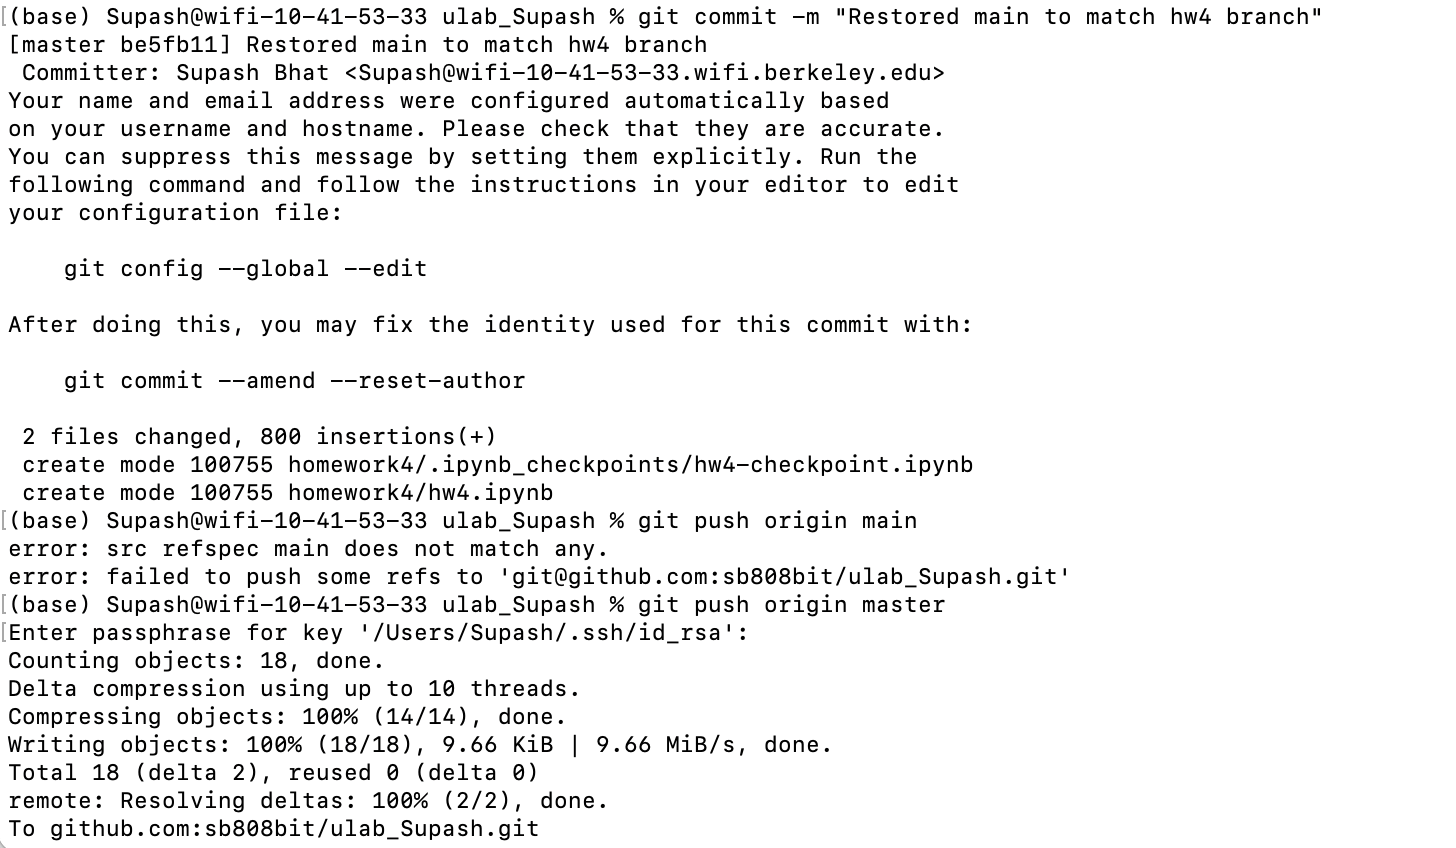 (base) Supash@wifi-10-41-53-33 ulab_Supash % git commit -m "Restored main to match hw4 branch"
[master be5fb11] Restored main to match hw4 branch
 Committer: Supash Bhat <Supash@wifi-10-41-53-33.wifi.berkeley.edu>
Your name and email address were configured automatically based
on your username and hostname. Please check that they are accurate.
You can suppress this message by setting them explicitly. Run the
following command and follow the instructions in your editor to edit
your configuration file:

    git config --global --edit

After doing this, you may fix the identity used for this commit with:

    git commit --amend --reset-author

 2 files changed, 800 insertions(+)
 create mode 100755 homework4/.ipynb_checkpoints/hw4-checkpoint.ipynb
 create mode 100755 homework4/hw4.ipynb
(base) Supash@wifi-10-41-53-33 ulab_Supash % git push origin main
error: src refspec main does not match any.
error: failed to push some refs to 'git@github.com:sb808bit/ulab_Supash.git'
(base) Supash@wifi-10-41-53-33 ulab_Supash % git push origin master
Enter passphrase for key '/Users/Supash/.ssh/id_rsa':
Counting objects: 18, done.
Delta compression using up to 10 threads.
Compressing objects: 100% (14/14), done.
Writing objects: 100% (18/18), 9.66 KiB | 9.66 MiB/s, done.
Total 18 (delta 2), reused 0 (delta 0)
remote: Resolving deltas: 100% (2/2), done.
To github.com:sb808bit/ulab_Supash.git